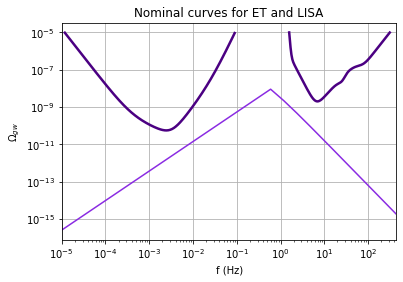 Nominal curves for ET and LISA
10⁻⁵
10⁻⁷
10⁻⁹
10⁻¹¹
10⁻¹³
10⁻¹⁵
Ω_gw
10⁻⁵ 10⁻⁴ 10⁻³ 10⁻² 10⁻¹ 10⁰ 10¹ 10²
f (Hz)